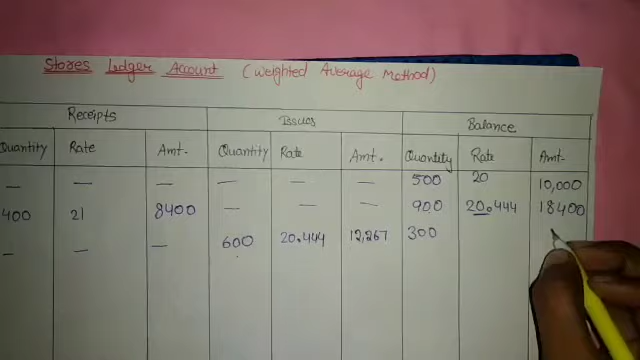 Stores Ledger Account (Weighted Average Method)
Receipts Issues Balance
Quantity Rate Amt. Quantity Rate Amt. Quantity Rate Amt.
— — — — — — 500 20 10,000
400 21 8400 — — — 900 20.444 18400
— — — 600 20.444 12,267 300